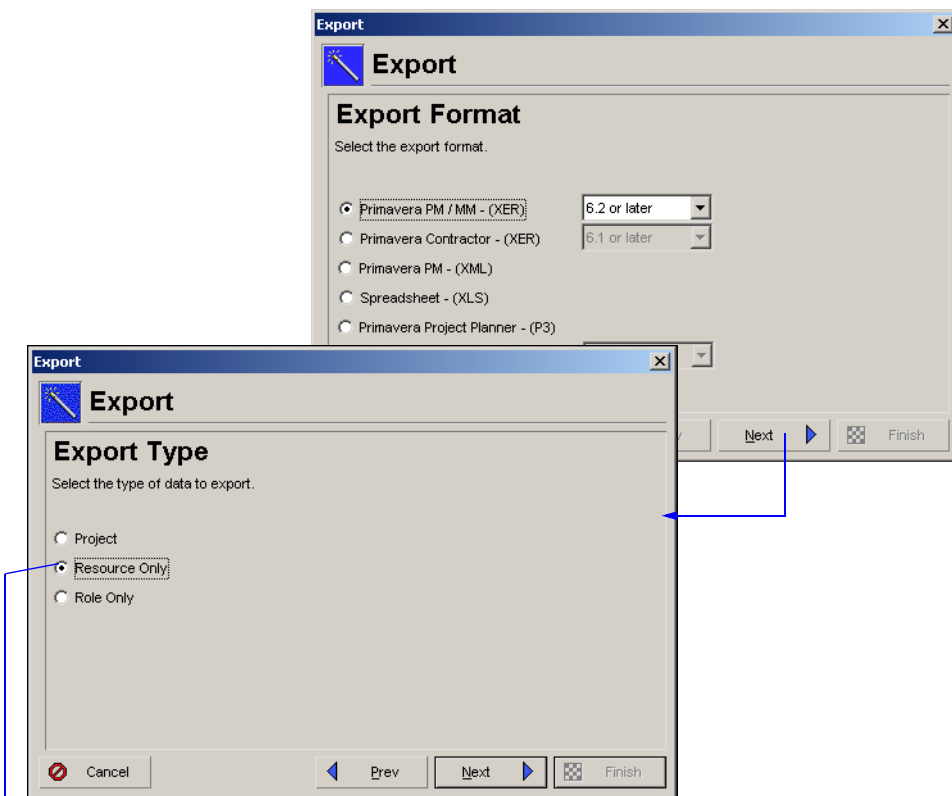 Export
Export
Export Format
Select the export format.
Primavera PM / MM - (XER) 6.2 or later
Primavera Contractor - (XER) 6.1 or later
Primavera PM - (XML)
Spreadsheet - (XLS)
Primavera Project Planner - (P3)
Next Finish
Export
Export
Export Type
Select the type of data to export.
Project
Resource Only
Role Only
Cancel Prev Next Finish